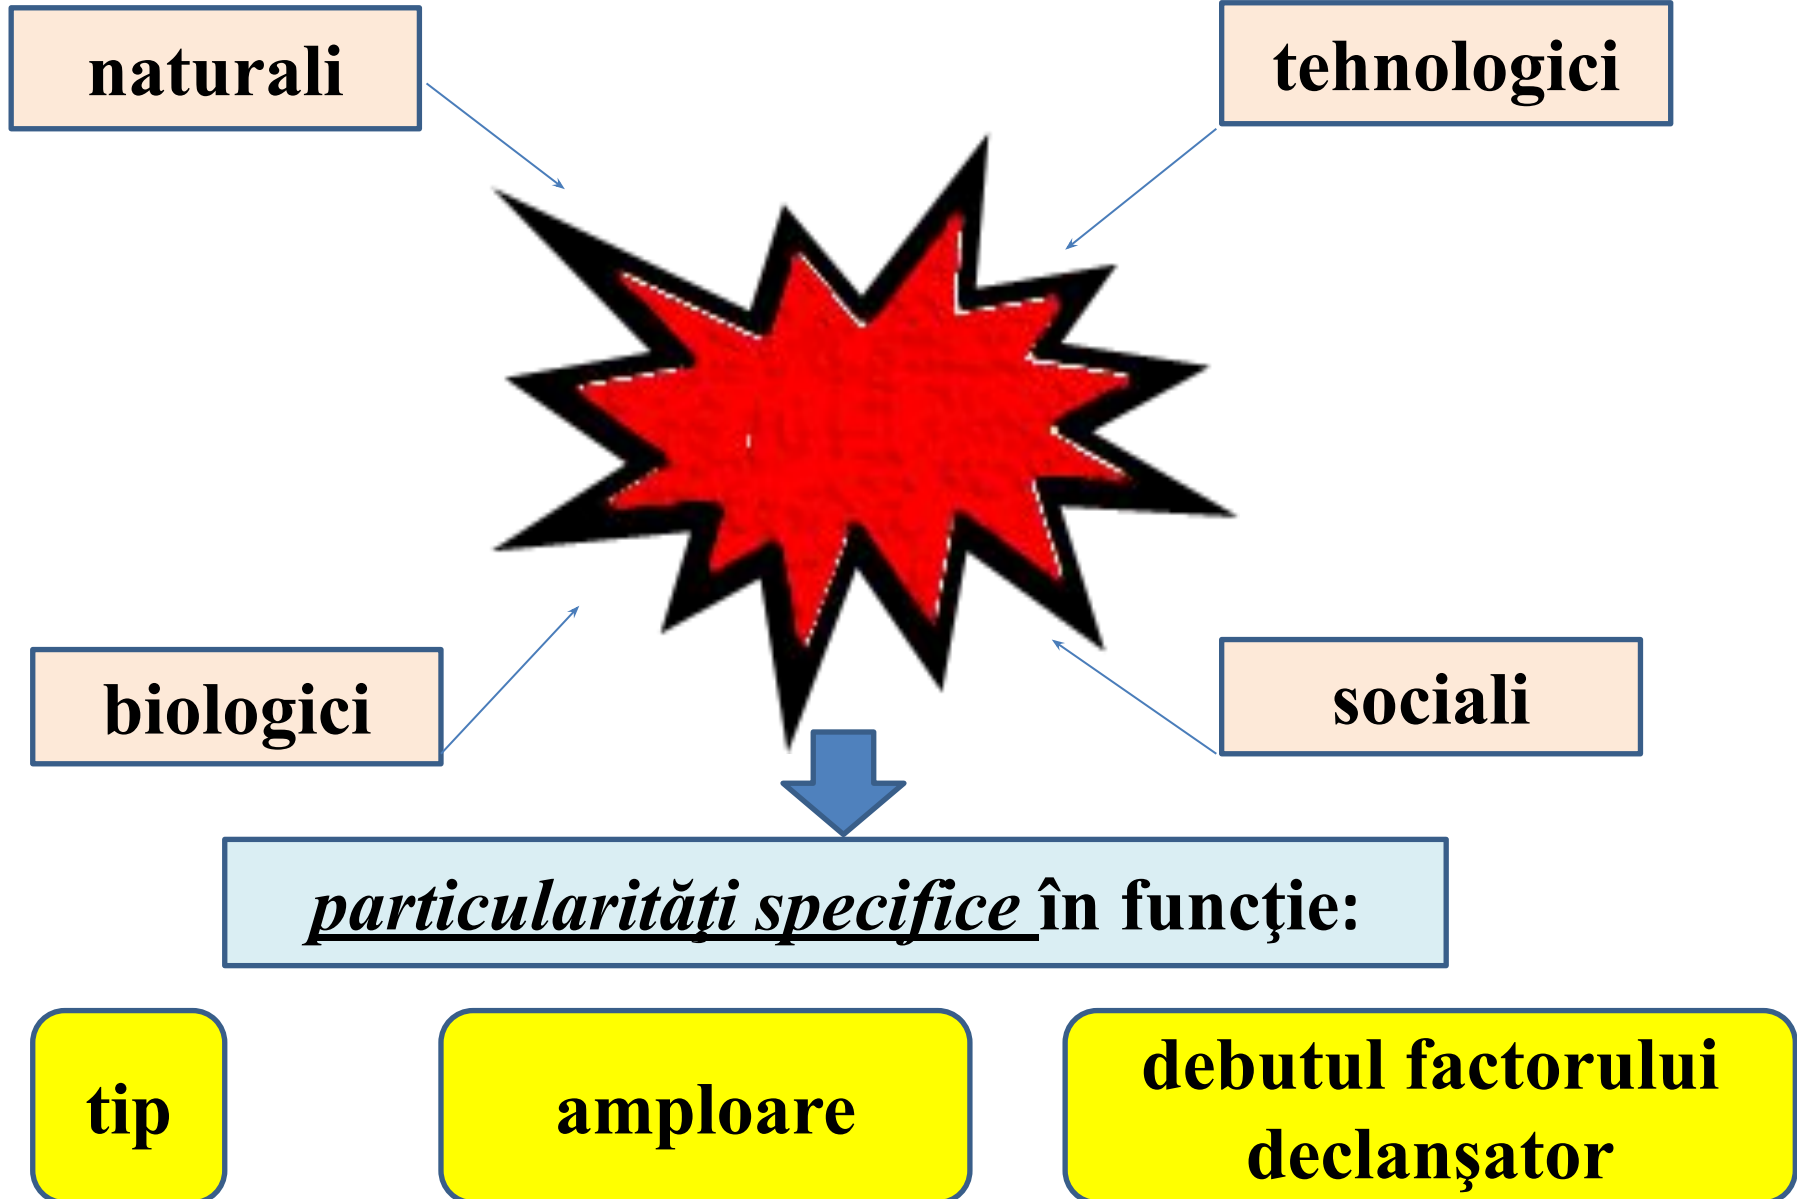 naturali
tehnologici
biologici
sociali
particularităţi specifice în funcţie:
tip
amploare
debutul factorului
declanşator